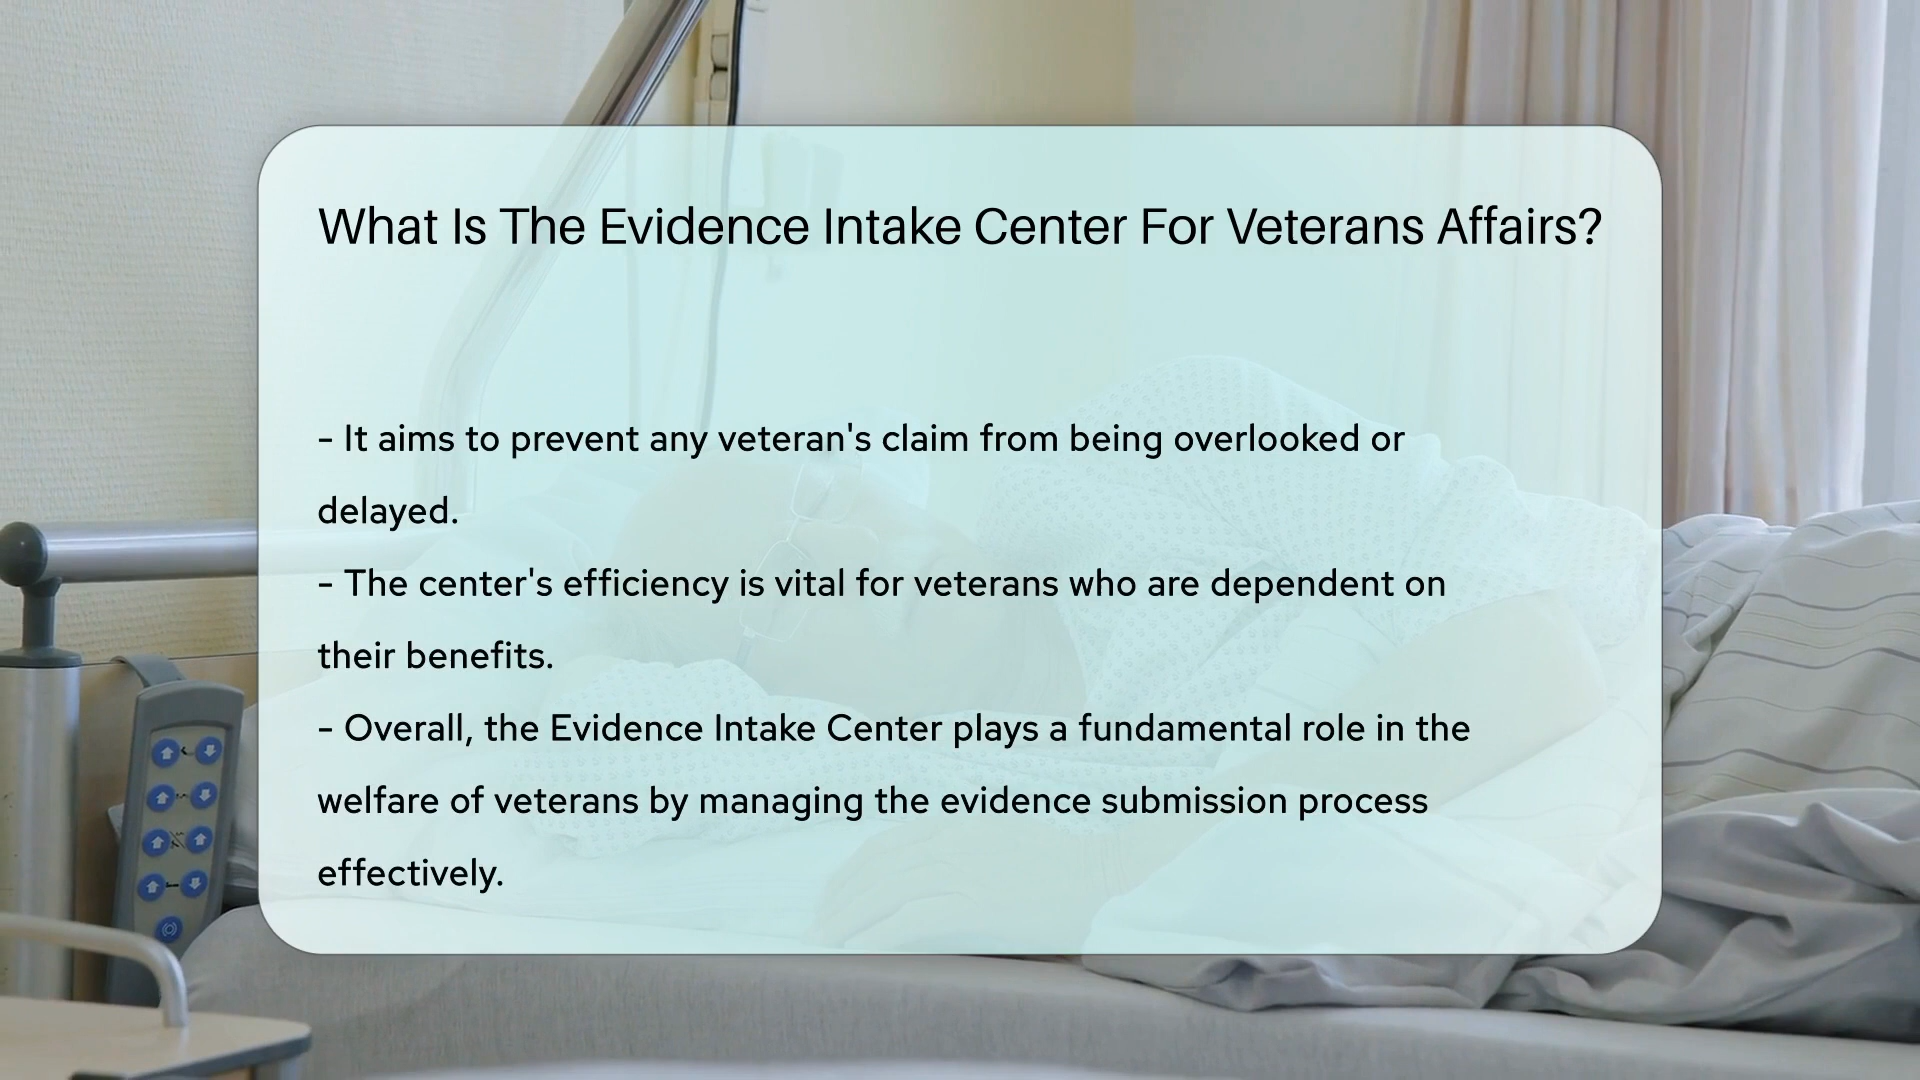 What Is The Evidence Intake Center For Veterans Affairs?
- It aims to prevent any veteran's claim from being overlooked or
delayed.
- The center's efficiency is vital for veterans who are dependent on
their benefits.
- Overall, the Evidence Intake Center plays a fundamental role in the
welfare of veterans by managing the evidence submission process
effectively.